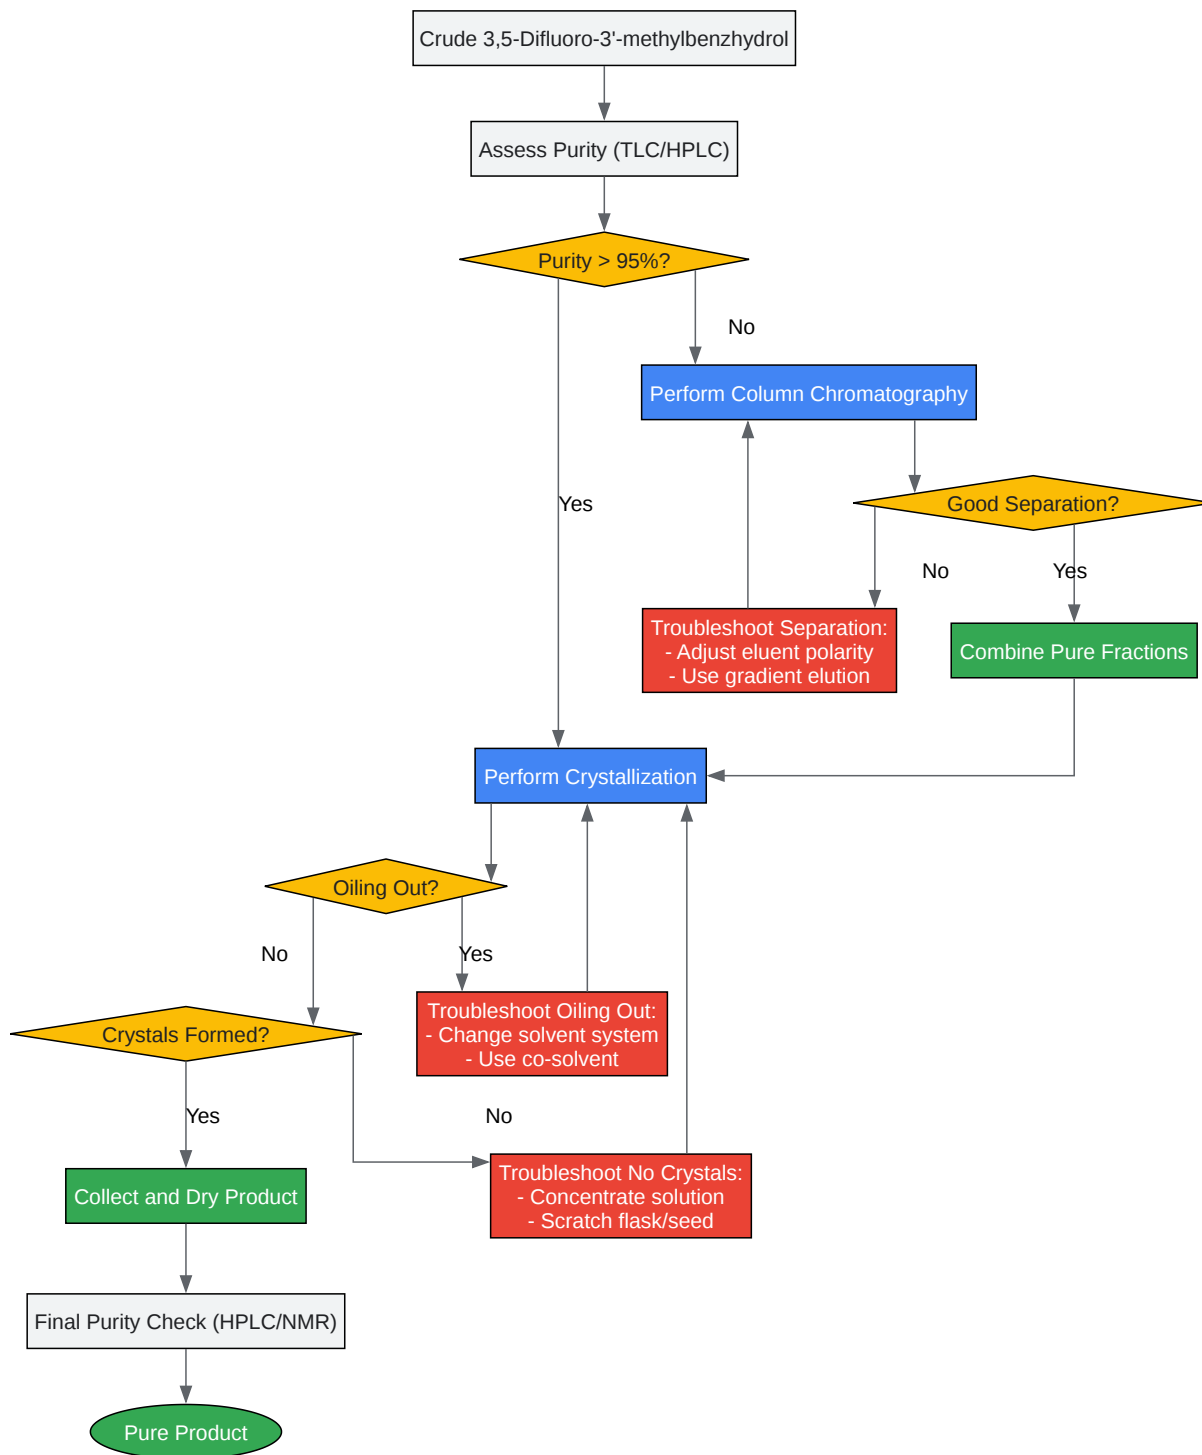 Crude 3,5-Difluoro-3'-methylbenzhydrol
Assess Purity (TLC/HPLC)
Purity > 95%?
No
Perform Column Chromatography
Yes
Good Separation?
No
Yes
Troubleshoot Separation:
- Adjust eluent polarity
- Use gradient elution
Combine Pure Fractions
Perform Crystallization
Oiling Out?
No
Yes
Troubleshoot Oiling Out:
- Change solvent system
- Use co-solvent
Crystals Formed?
Yes
No
Troubleshoot No Crystals:
- Concentrate solution
- Scratch flask/seed
Collect and Dry Product
Final Purity Check (HPLC/NMR)
Pure Product